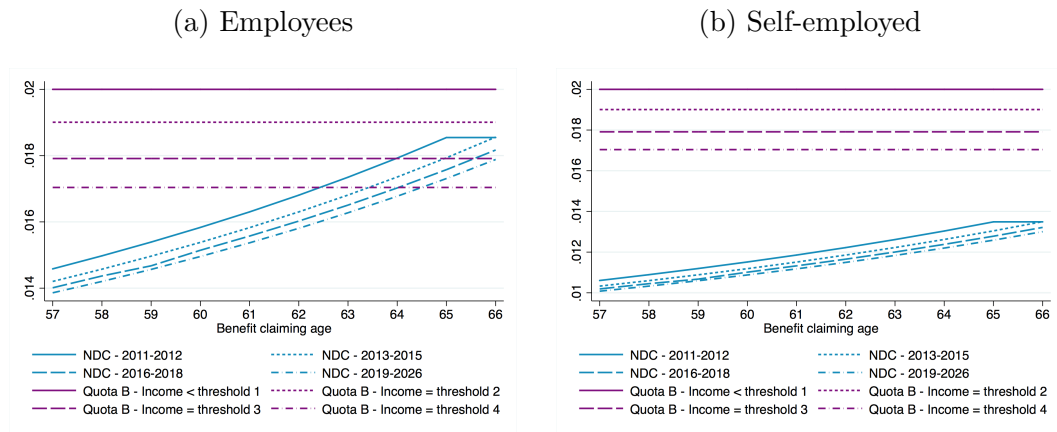 (a) Employees
.02
.018
.016
.014
57 58 59 60 61 62 63 64 65 66
Benefit claiming age
NDC - 2011-2012 NDC - 2013-2015
NDC - 2016-2018 NDC - 2019-2026
Quota B - Income < threshold 1 Quota B - Income = threshold 2
Quota B - Income = threshold 3 Quota B - Income = threshold 4
(b) Self-employed
.02
.018
.016
.014
.012
.01
57 58 59 60 61 62 63 64 65 66
Benefit claiming age
NDC - 2011-2012 NDC - 2013-2015
NDC - 2016-2018 NDC - 2019-2026
Quota B - Income < threshold 1 Quota B - Income = threshold 2
Quota B - Income = threshold 3 Quota B - Income = threshold 4